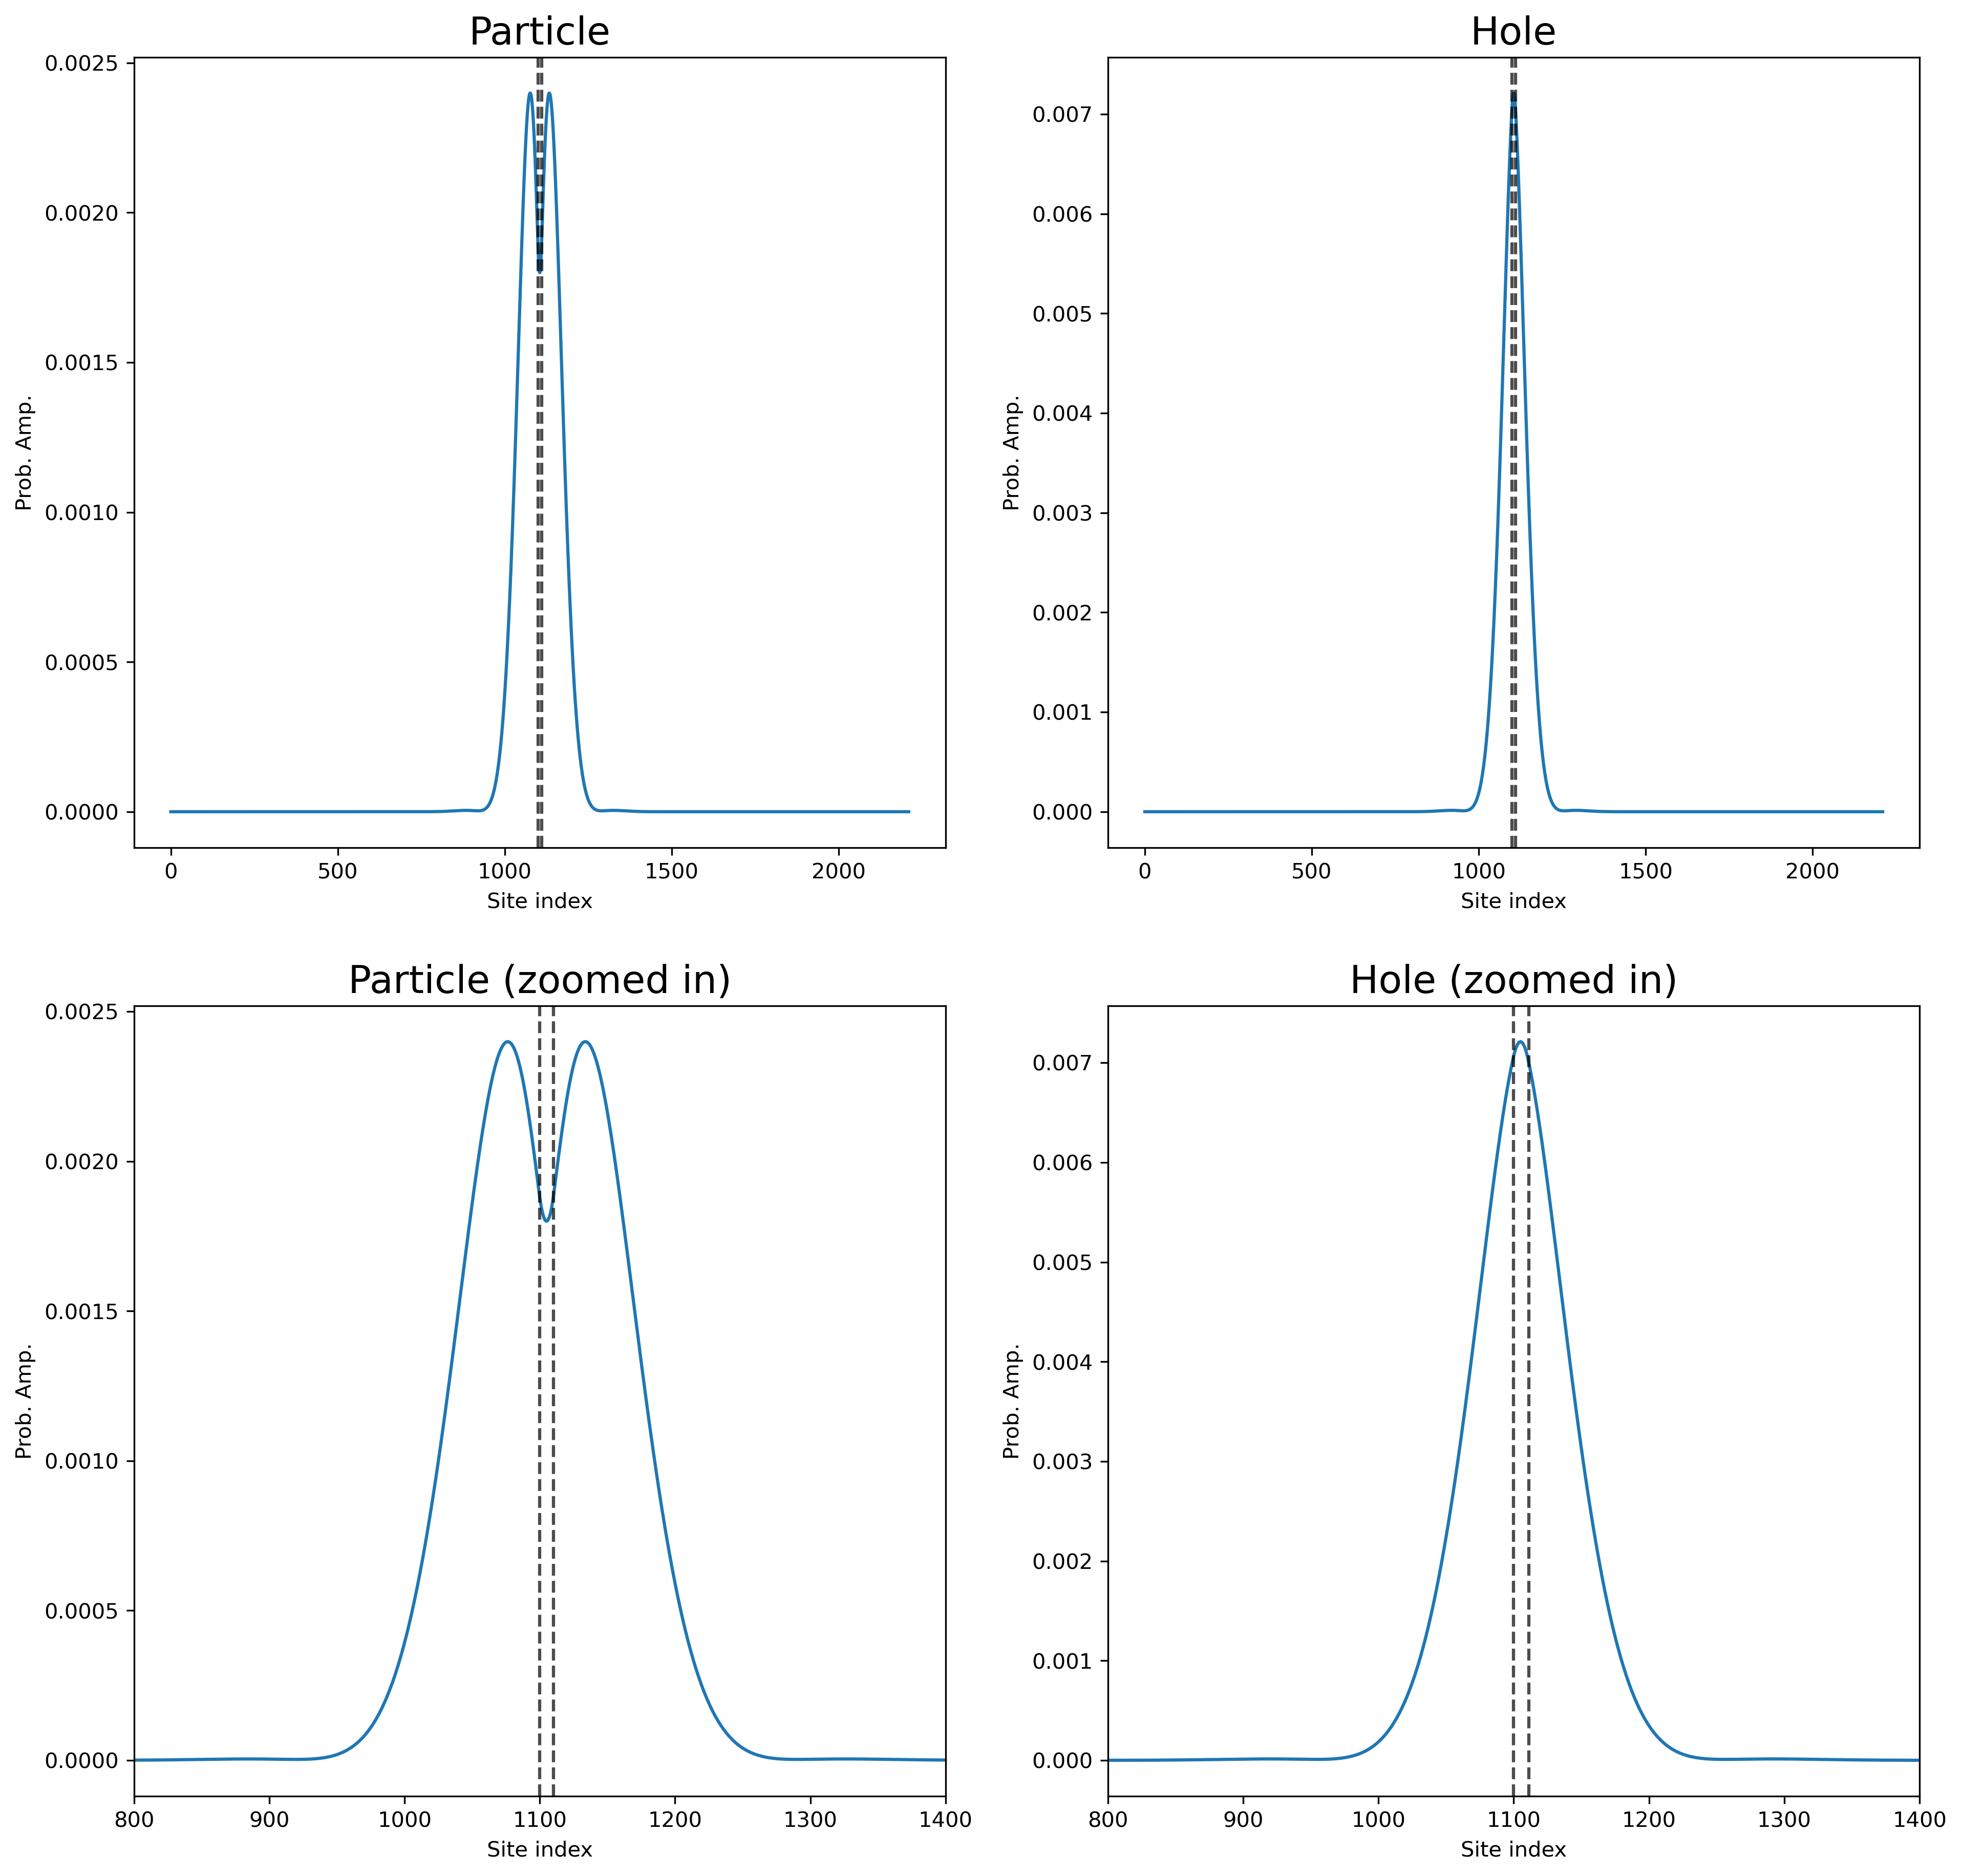 Particle
0.0025
0.0020
0.0015
0.0010
0.0005
0.0000
Prob. Amp.
0 500 1000 1500 2000
Site index
Hole
0.007
0.006
0.005
0.004
0.003
0.002
0.001
0.000
Prob. Amp.
0 500 1000 1500 2000
Site index
Particle (zoomed in)
0.0025
0.0020
0.0015
0.0010
0.0005
0.0000
Prob. Amp.
800 900 1000 1100 1200 1300 1400
Site index
Hole (zoomed in)
0.007
0.006
0.005
0.004
0.003
0.002
0.001
0.000
Prob. Amp.
800 900 1000 1100 1200 1300 1400
Site index